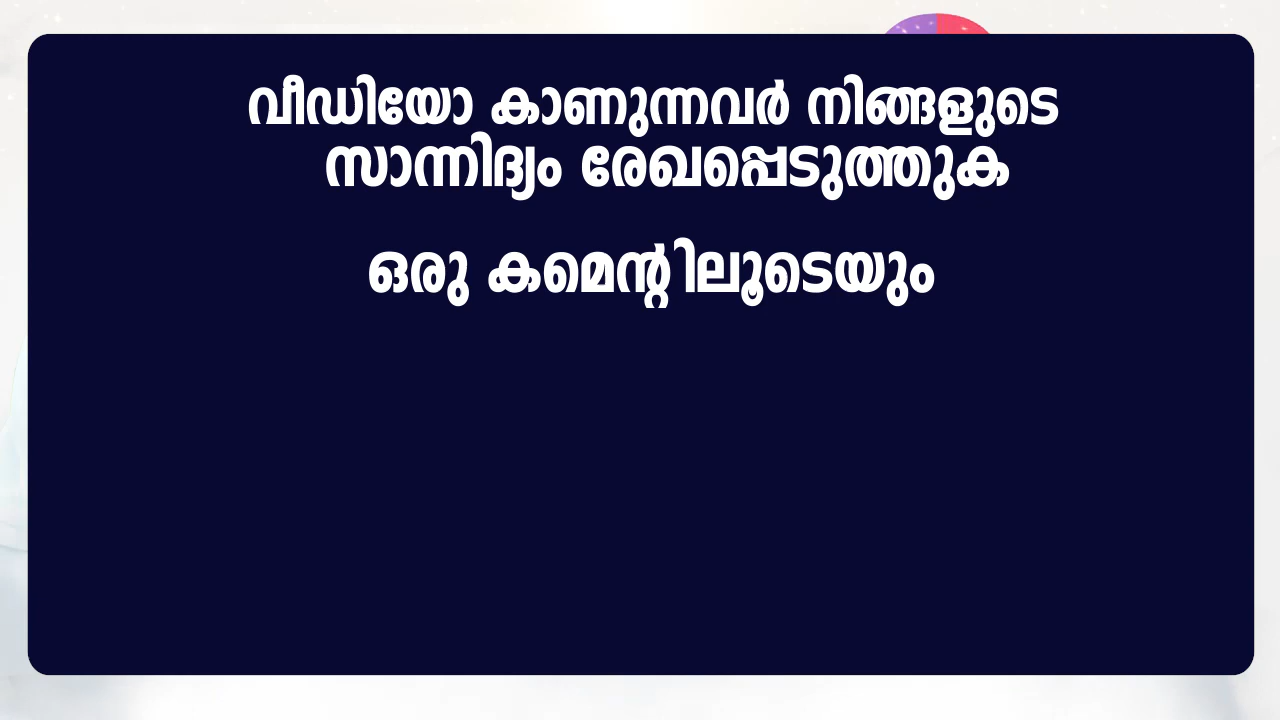 വീഡിയോ കാണുന്നവർ നിങ്ങളുടെ
സാന്നിദ്യം രേഖപ്പെടുത്തുക
ഒരു കമെന്റിലൂടെയും